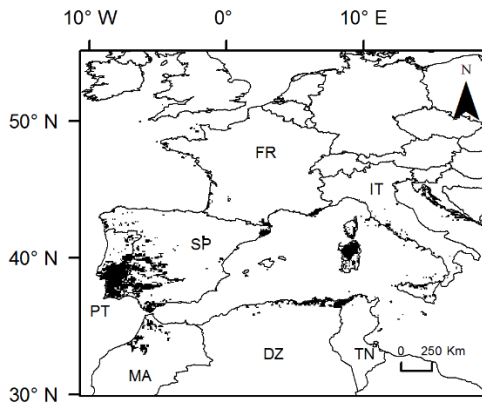 10° W 0° 10° E
N
50° N
FR
IT
SP
40° N
PT
0 250 Km
DZ TN
MA
30° N